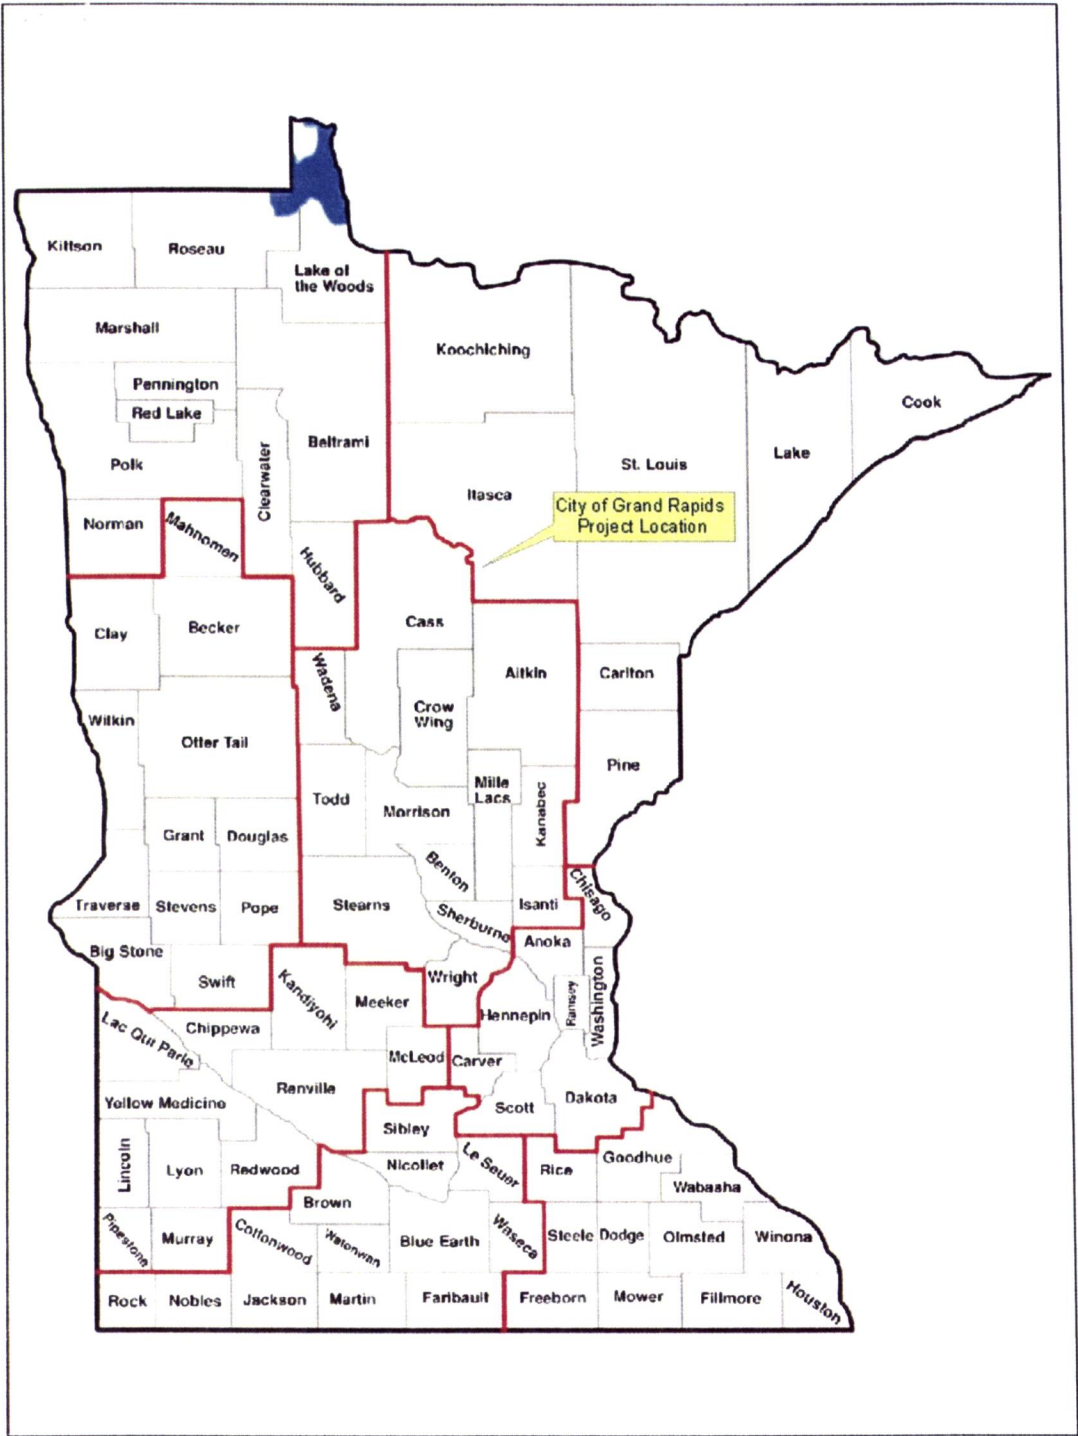 Kittson
Roseau
Lake of
the Woods
Marshall
Koochiching
Pennington
Red Lake
Cook
Beltrami
Clearwater
Lake
Polk
St. Louis
Itasca
City of Grand Rapids
Project Location
Norman
Mahnomen
Hubbard
Cass
Becker
Clay
Aitkin
Carlton
Wadena
Crow
Wing
Wilkin
Otter Tail
Pine
Mille
Lacs
Todd
Morrison
Kanabec
Grant
Douglas
Benton
Chisago
Traverse
Stevens
Pope
Stearns
Sherburne
Isanti
Anoka
Big Stone
Swift
Kandiyohi
Wright
Meeker
Ramsey
Washington
Hennepin
Chippewa
Lac Qui Parle
McLeod
Carver
Renville
Yellow Medicine
Scott
Dakota
Sibley
Lincoln
Lyon
Redwood
Nicollet
Le Seuer
Rice
Goodhue
Wabasha
Brown
Pipestone
Murray
Cottonwood
Watonwan
Blue Earth
Waseca
Steele
Dodge
Olmsted
Winona
Rock
Nobles
Jackson
Martin
Faribault
Freeborn
Mower
Fillmore
Houston